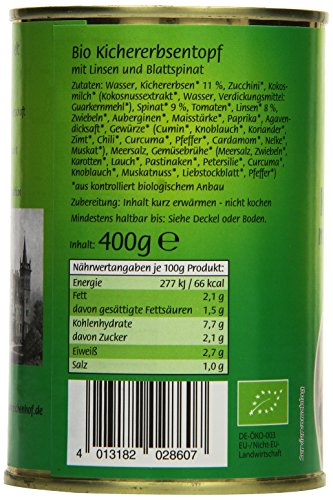 Bio Kichererbsentopf
mit Linsen und Blattspinat
Zutaten: Wasser, Kichererbsen* 11 %, Zucchini*, Kokos-
milch* (Kokosnussextrakt*, Wasser, Verdickungsmittel:
Guarkernmehl*), Spinat* 9 %, Tomaten*, Linsen* 8 %,
Zwiebeln*, Auberginen*, Maisstärke*, Paprika*, Agaven-
dicksaft*, Gewürze* (Cumin*, Knoblauch*, Koriander*,
Zimt*, Chili*, Curcuma*, Pfeffer*, Cardamom*, Nelke*,
Muskat*), Meersalz, Gemüsebrühe* (Meersalz, Zwiebeln*,
Karotten*, Lauch*, Pastinaken*, Petersilie*, Curcuma*,
Knoblauch*, Muskatnuss*, Liebstockblatt*, Pfeffer*)
*aus kontrolliert biologischem Anbau
Zubereitung: Inhalt kurz erwärmen - nicht kochen
Mindestens haltbar bis: Siehe Deckel oder Boden.
Inhalt: 400g e
Nährwertangaben je 100g Produkt:
Energie 277 kJ / 66 kcal
Fett 2,1 g
davon gesättigte Fettsäuren 1,5 g
Kohlenhydrate 7,7 g
davon Zucker 2,1 g
Eiweiß 2,7 g
Salz 1,0 g
4 013182 028607
DE-ÖKO-003
EU-/Nicht-EU-
Landwirtschaft
nhof.de